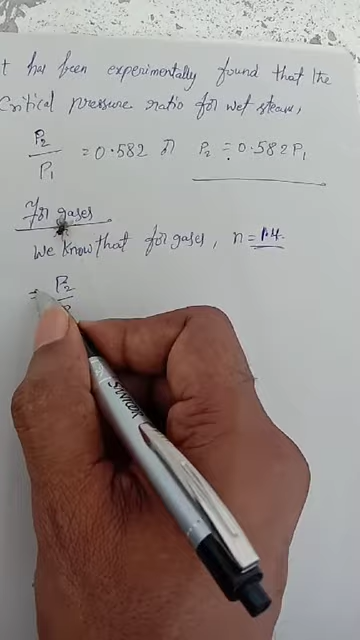 t has been experimentally found that the
Critical pressure ratio for wet steam,
P₂/P₁ = 0.582 or P₂ = 0.582 P₁
For gases
We know that for gases, n = 1.4.
= P₂